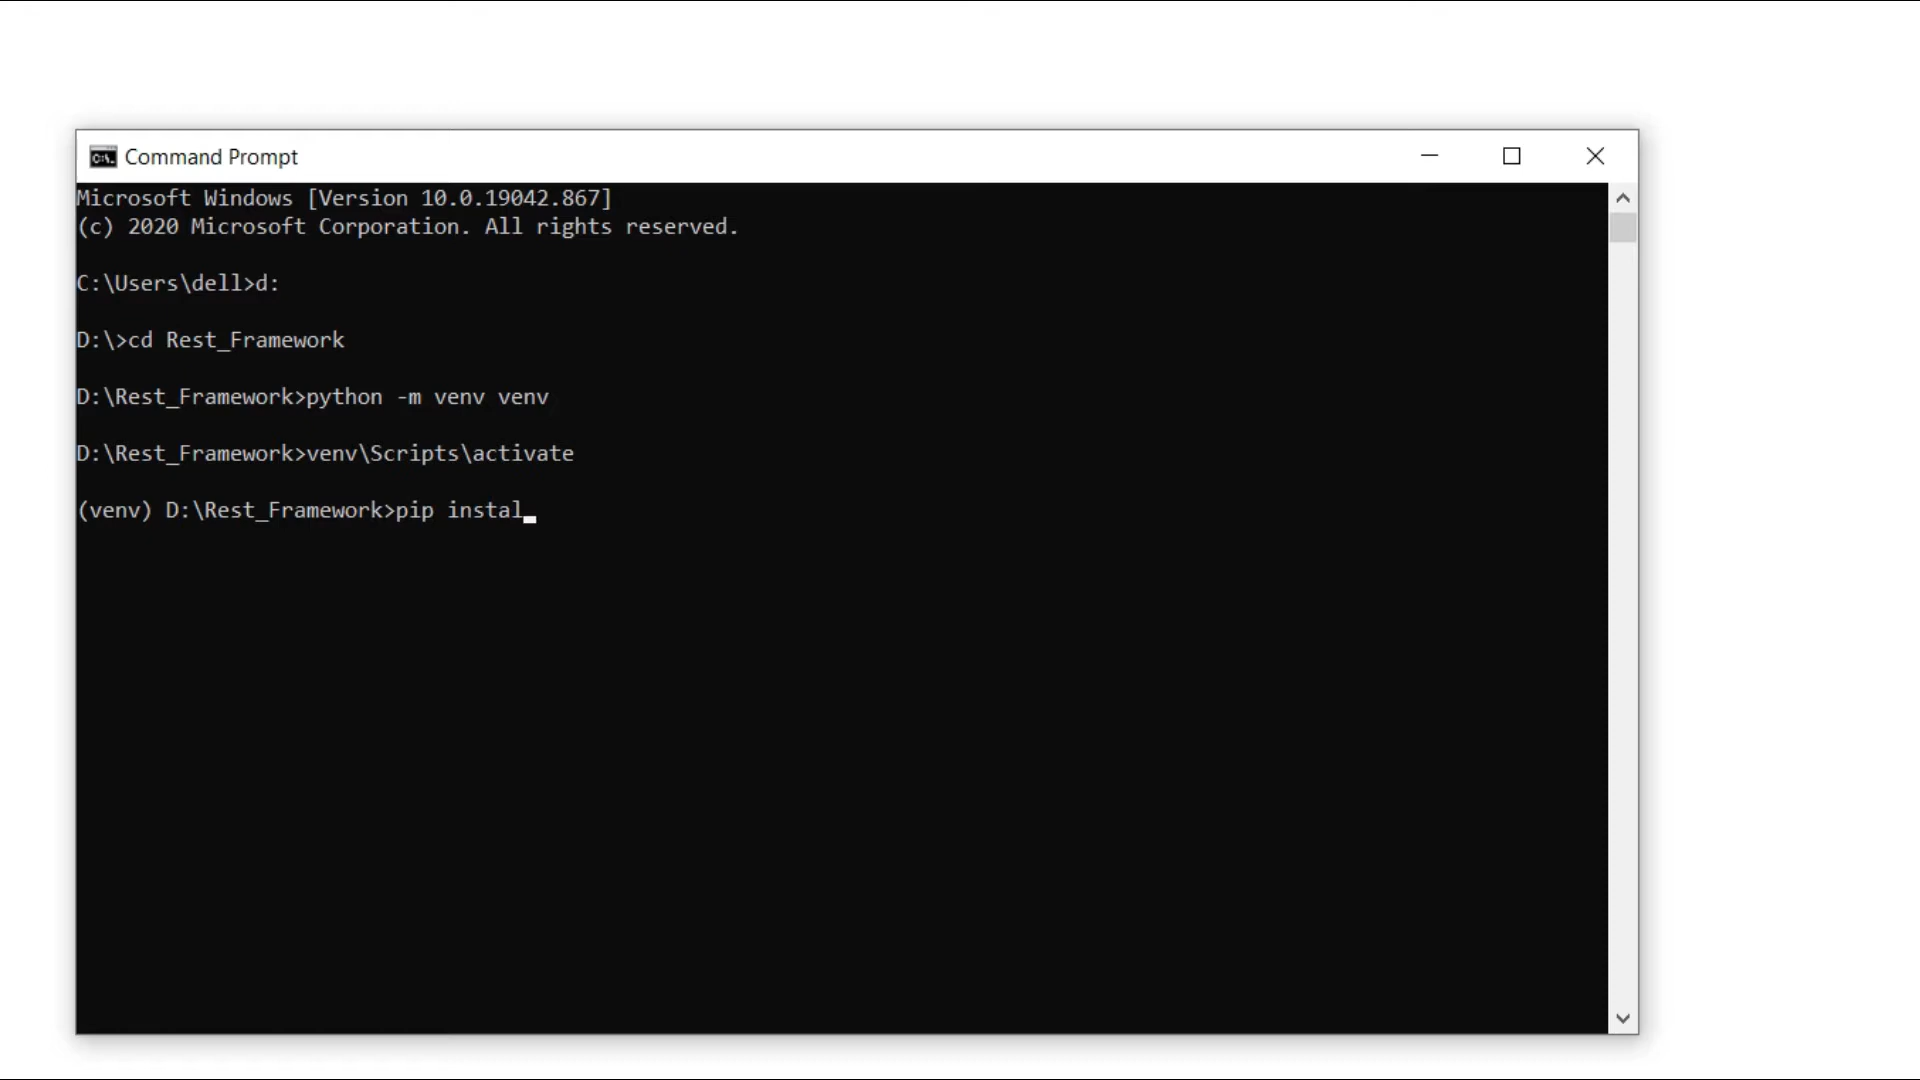 Command Prompt
Microsoft Windows [Version 10.0.19042.867]
(c) 2020 Microsoft Corporation. All rights reserved.
C:\Users\dell>d:
D:\>cd Rest_Framework
D:\Rest_Framework>python -m venv venv
D:\Rest_Framework>venv\Scripts\activate
(venv) D:\Rest_Framework>pip instal